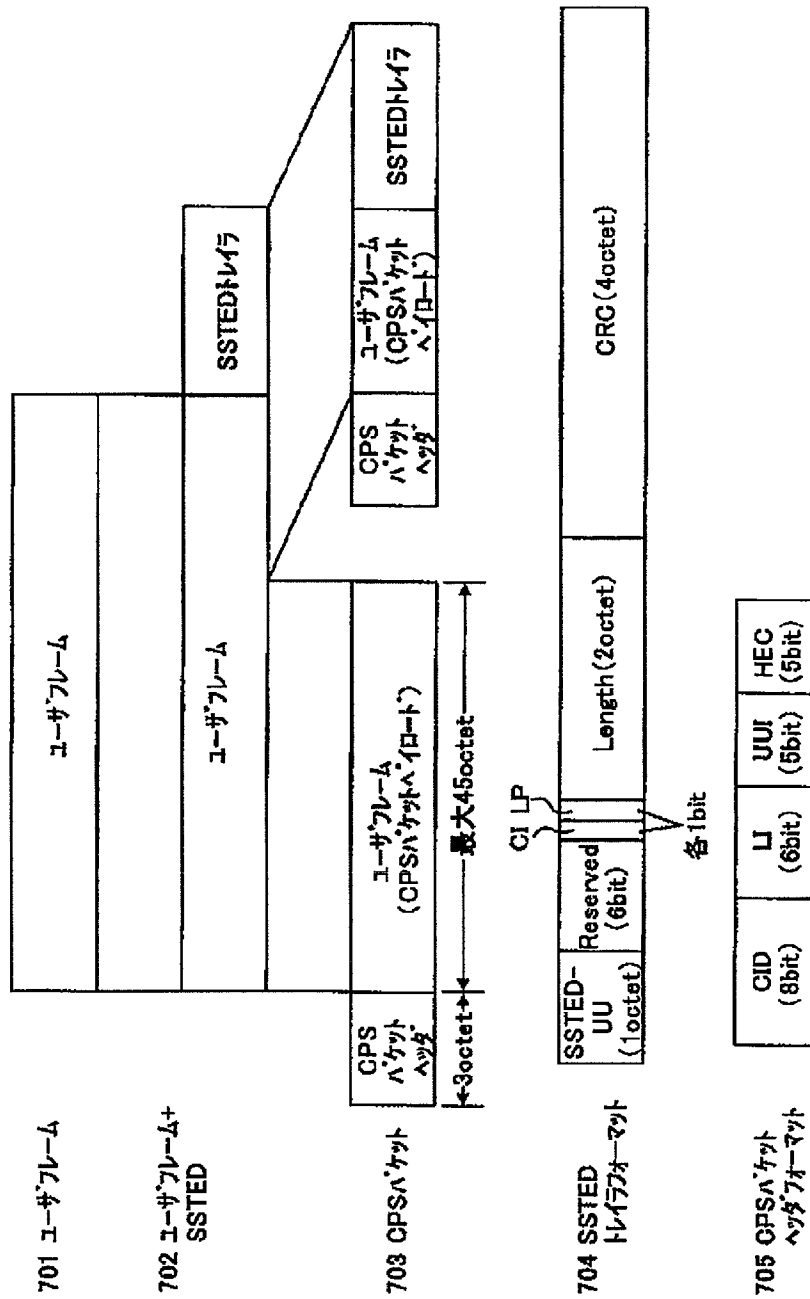 701 ユーザフレーム
ユーザフレーム
702 ユーザフレーム+
SSTED
ユーザフレーム
SSTEDトレイラ
703 CPSパケット
CPS
パケット
ヘッダ
ユーザフレーム
(CPSパケットペイロード)
CPS
パケット
ヘッダ
ユーザフレーム
(CPSパケット
ペイロード)
SSTEDトレイラ
3octet
最大45octet
704 SSTED
トレイラフォーマット
SSTED-
UU
(1octet)
Reserved
(6bit)
CI
LP
各1bit
Length(2octet)
CRC(4octet)
705 CPSパケット
ヘッダフォーマット
CID
(8bit)
LI
(6bit)
UUI
(5bit)
HEC
(5bit)